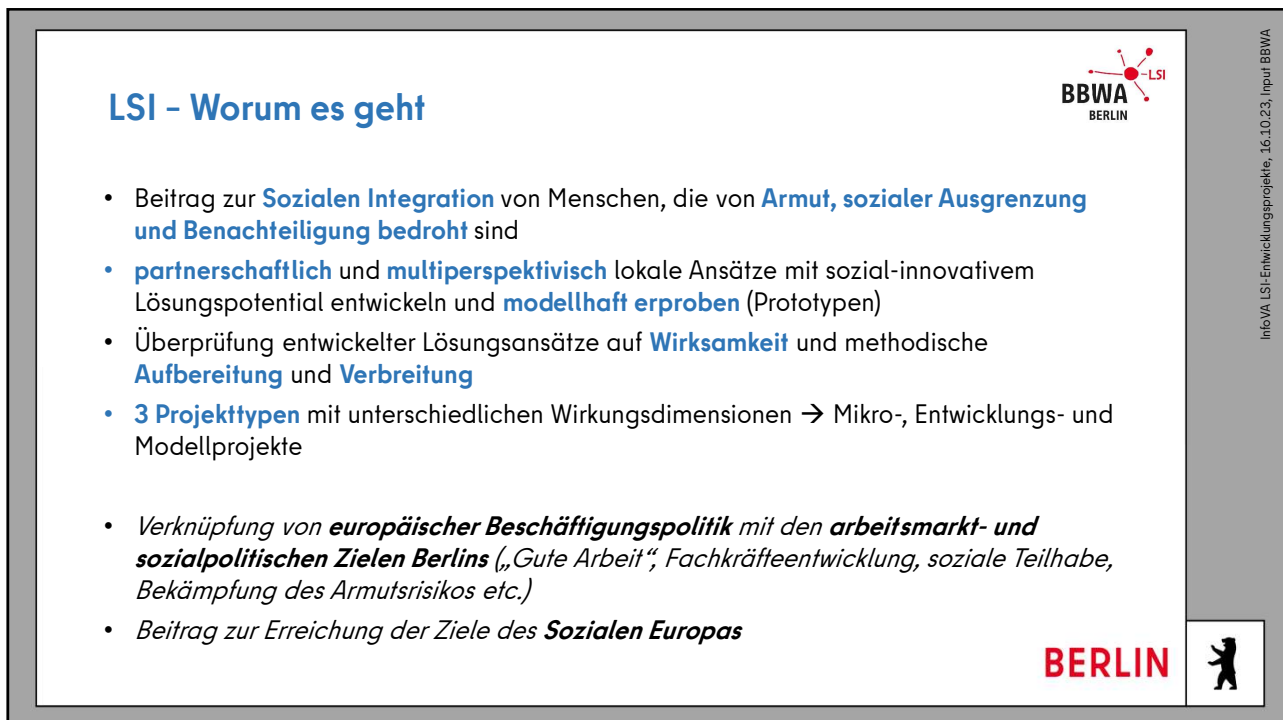 LSI – Worum es geht
LSI
BBWA
BERLIN
• Beitrag zur Sozialen Integration von Menschen, die von Armut, sozialer Ausgrenzung
und Benachteiligung bedroht sind
• partnerschaftlich und multiperspektivisch lokale Ansätze mit sozial-innovativem
Lösungspotential entwickeln und modellhaft erproben (Prototypen)
• Überprüfung entwickelter Lösungsansätze auf Wirksamkeit und methodische
Aufbereitung und Verbreitung
• 3 Projekttypen mit unterschiedlichen Wirkungsdimensionen → Mikro-, Entwicklungs- und
Modellprojekte
• Verknüpfung von europäischer Beschäftigungspolitik mit den arbeitsmarkt- und
sozialpolitischen Zielen Berlins („Gute Arbeit“, Fachkräfteentwicklung, soziale Teilhabe,
Bekämpfung des Armutsrisikos etc.)
• Beitrag zur Erreichung der Ziele des Sozialen Europas
BERLIN
InfoVA LSI-Entwicklungsprojekte, 16.10.23, Input BBWA